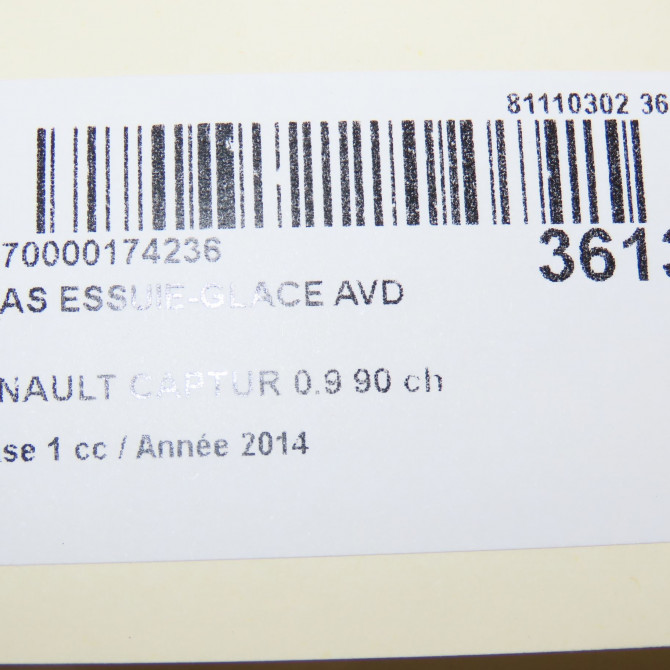 81110302 36
70000174236
3613
AS ESSUIE-GLACE AVD
NAULT CAPTUR 0.9 90 ch
se 1 cc / Année 2014